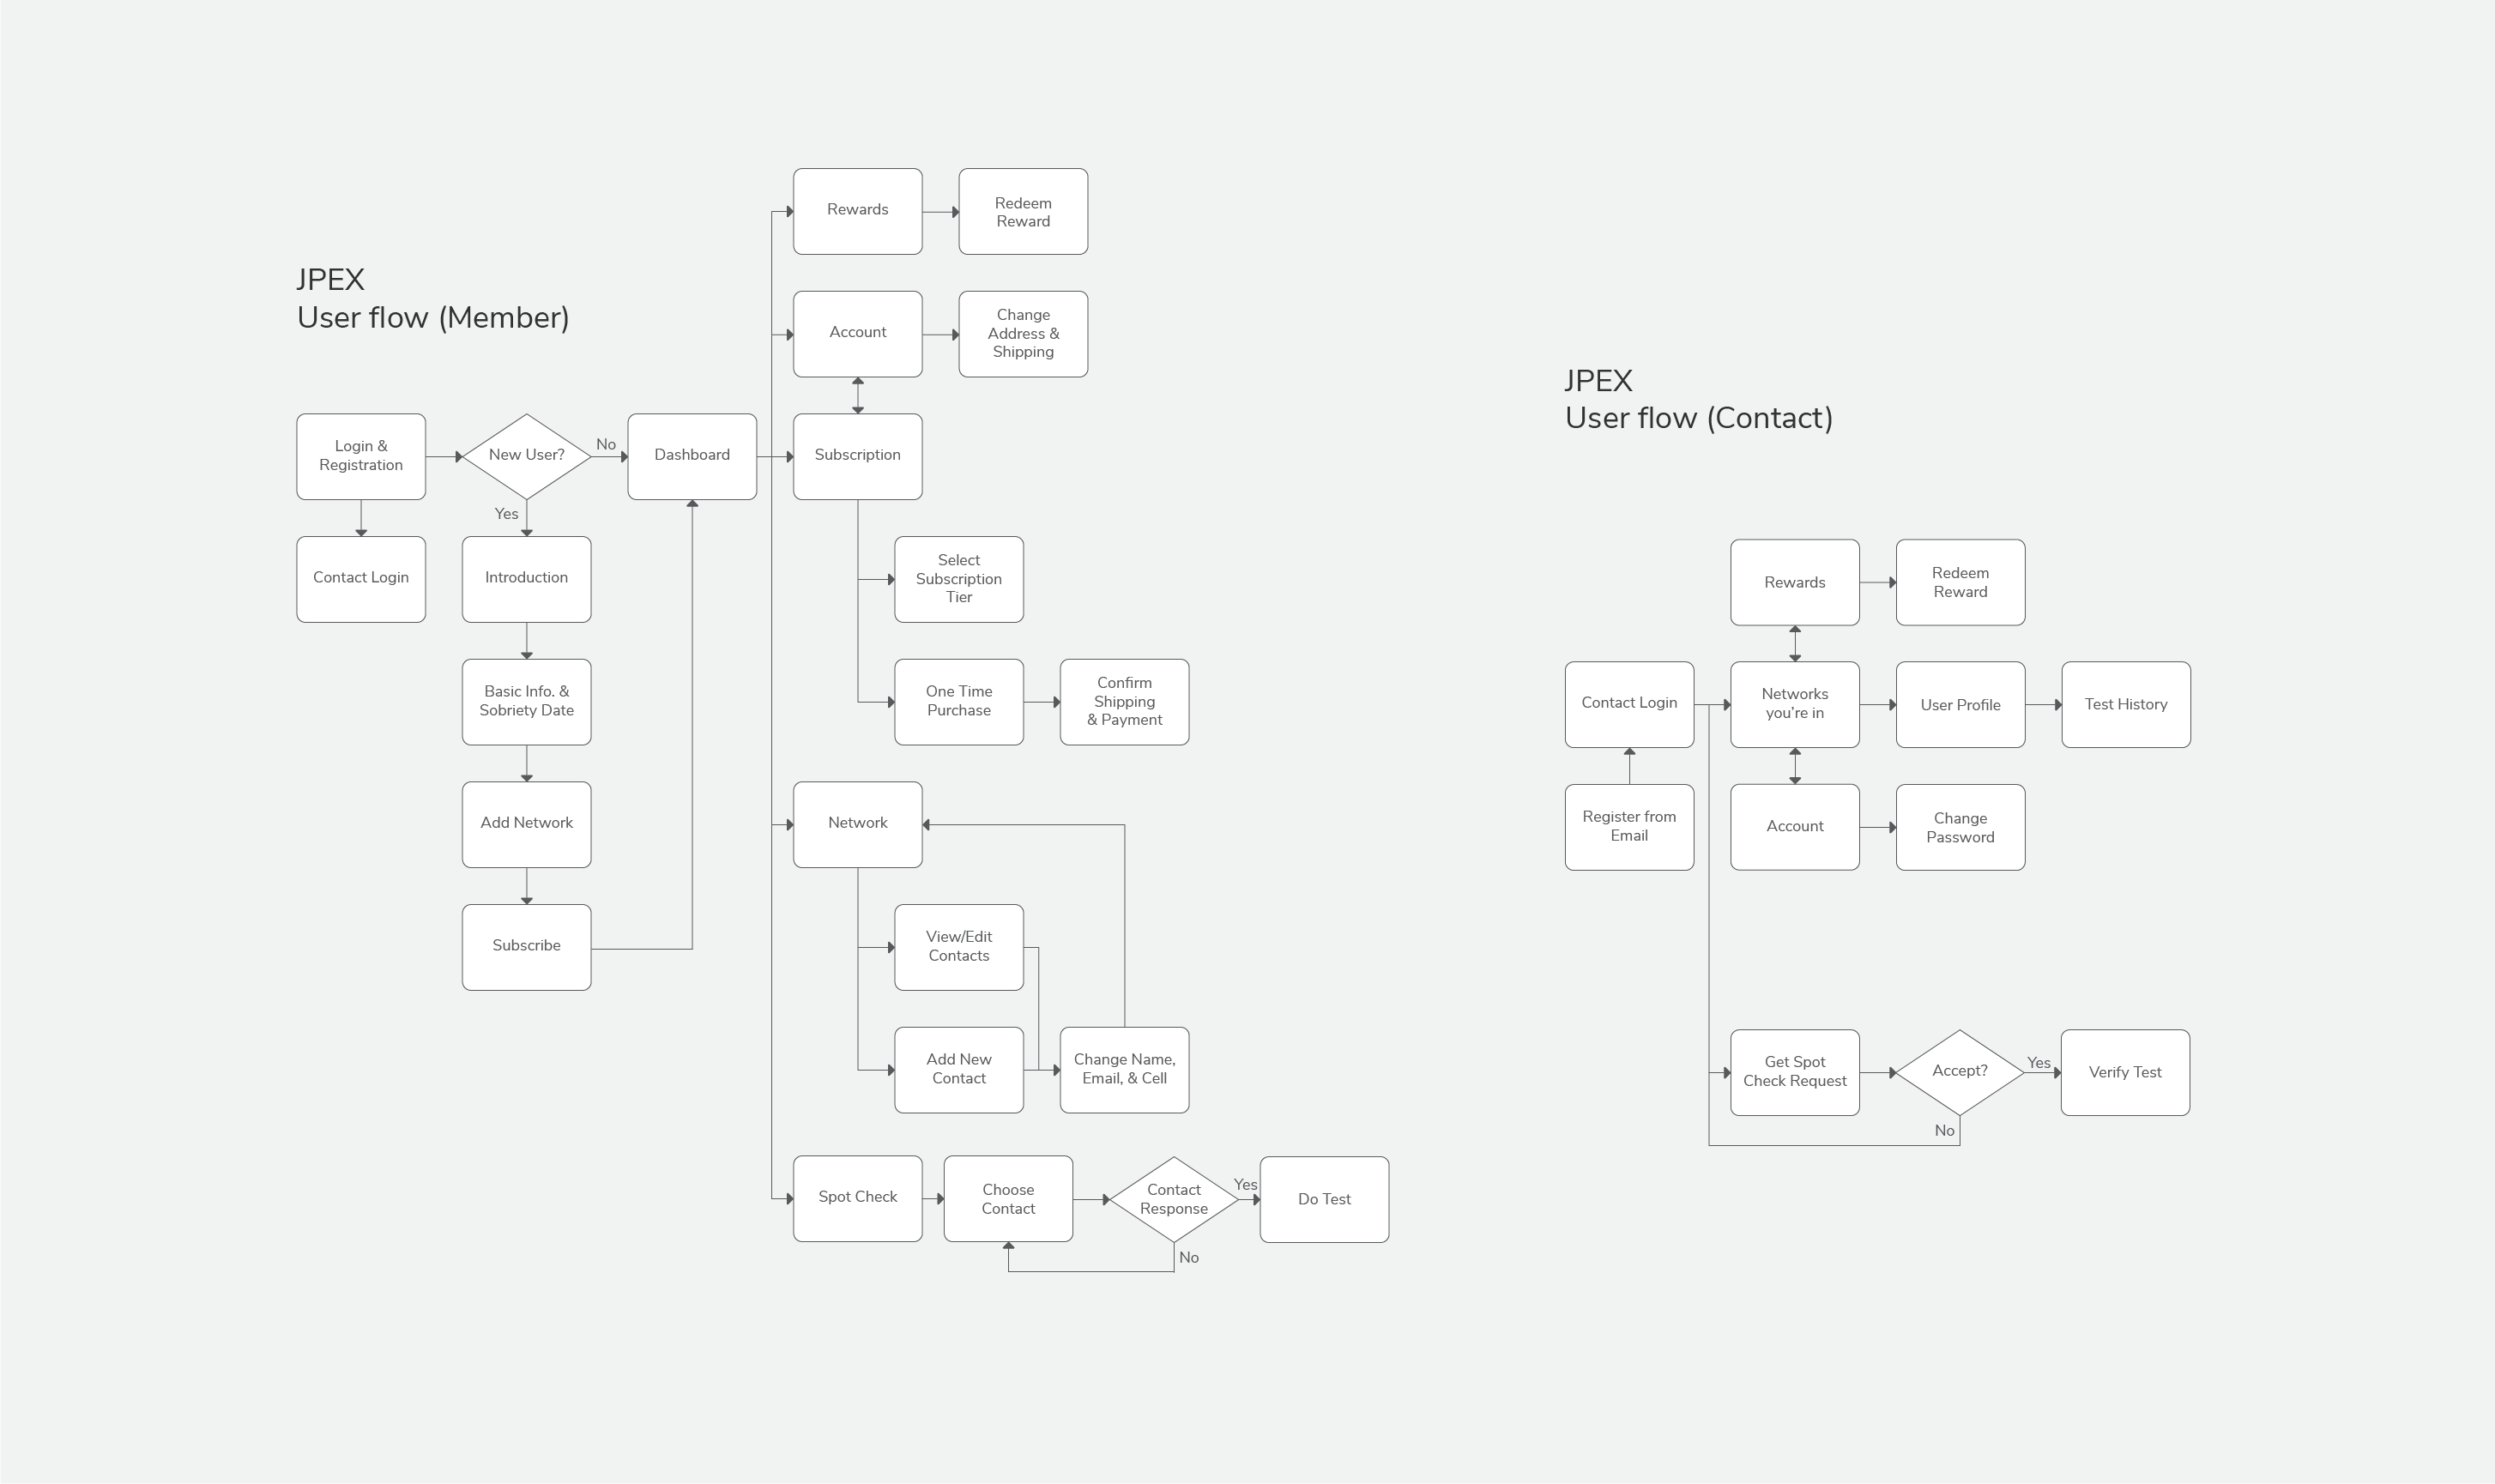 JPEX
User flow (Member)
Rewards
Redeem
Reward
Account
Change
Address &
Shipping
Login &
Registration
New User?
No
Yes
Dashboard
Subscription
Contact Login
Introduction
Select
Subscription
Tier
Basic Info. &
Sobriety Date
One Time
Purchase
Confirm
Shipping
& Payment
Add Network
Network
Subscribe
View/Edit
Contacts
Add New
Contact
Change Name,
Email, & Cell
Spot Check
Choose
Contact
Contact
Response
Yes
No
Do Test
JPEX
User flow (Contact)
Rewards
Redeem
Reward
Contact Login
Networks
you're in
User Profile
Test History
Register from
Email
Account
Change
Password
Get Spot
Check Request
Accept?
Yes
No
Verify Test